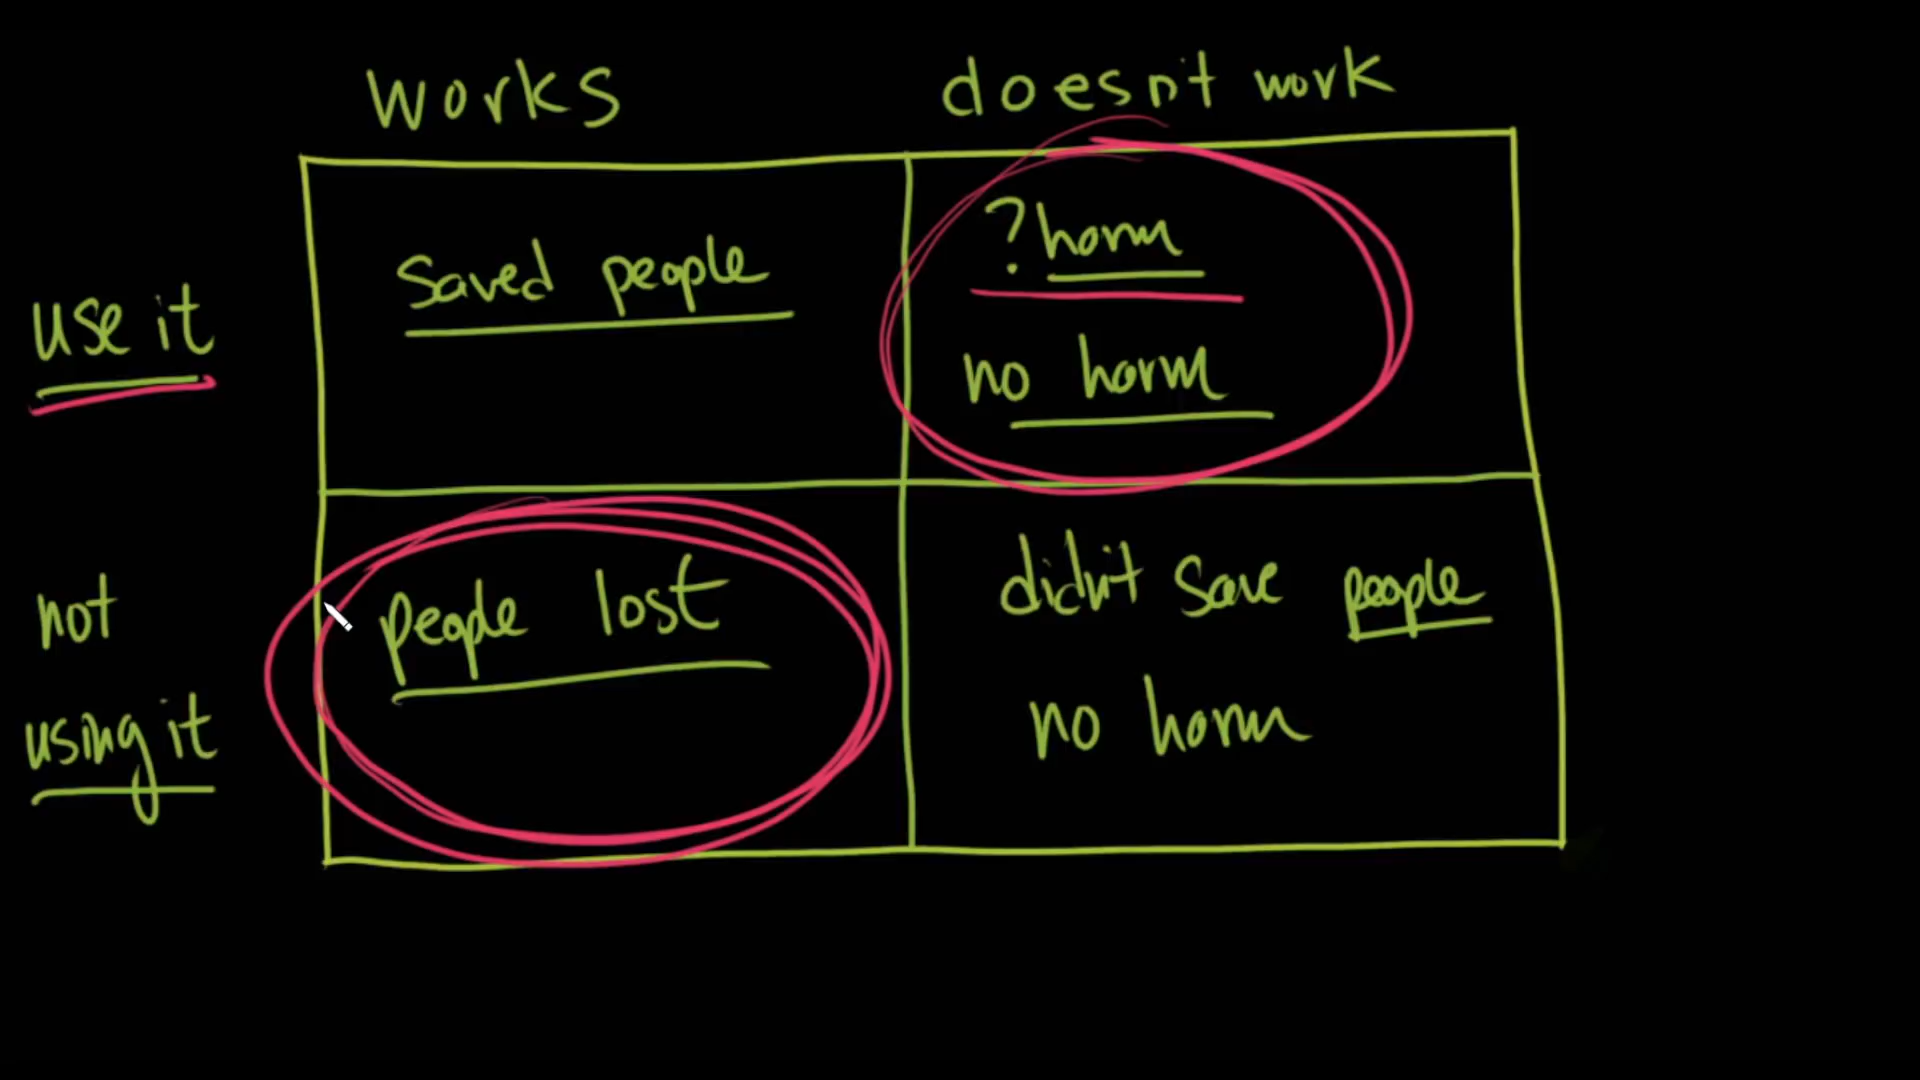 works doesn't work
use it
saved people
? harm
no harm
not
using it
people lost
didn't save people
no harm